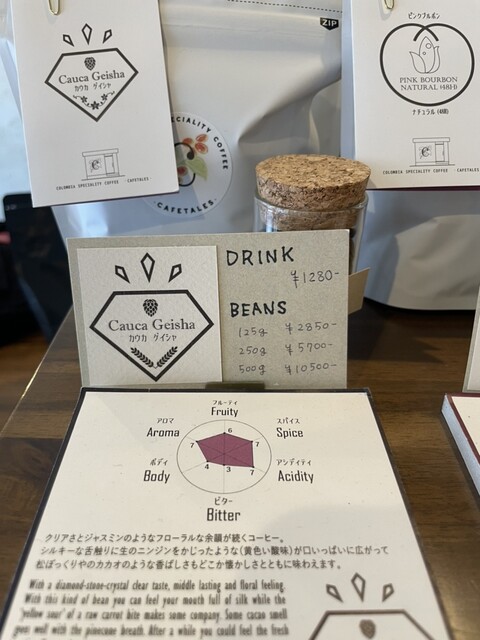 ZIP
Cauca Geisha
カウカ ゲイシャ
COLOMBIA SPECIALITY COFFEE -CAFETALES
SPECIALITY COFFEE
CAFETALES
ピンクブルボン
PINK BOURBON
NATURAL (48H)
ナチュラル (48H)
COLOMBIA SPECIALITY COFFEE -CAFETALES
Cauca Geisha
カウカ ゲイシャ
DRINK
¥1280-
BEANS
125g ¥2850-
250g ¥5700-
500g ¥10500-
フルーティ
Fruity
アロマ
Aroma
スパイス
Spice
6
7
7
4
3
7
ボディ
Body
アシディティ
Acidity
ビター
Bitter
クリアさとジャスミンのようなフローラルな余韻が続くコーヒー。
シルキーな舌触りに生のニンジンをかじったような(黄色い酸味)が口いっぱいに広がって
松ぼっくりやのカカオのような香ばしさもどこか懐かしさとともに味わえます。
With a diamond-stone-crystal clear taste, middle lasting and floral feeling.
With this kind of bean you can feel your mouth full of silk while the
'yellow sour' of a raw carrot bite makes some company. Some cacao smell
goes well with the pinecone breath. After a while you could feel the fresh